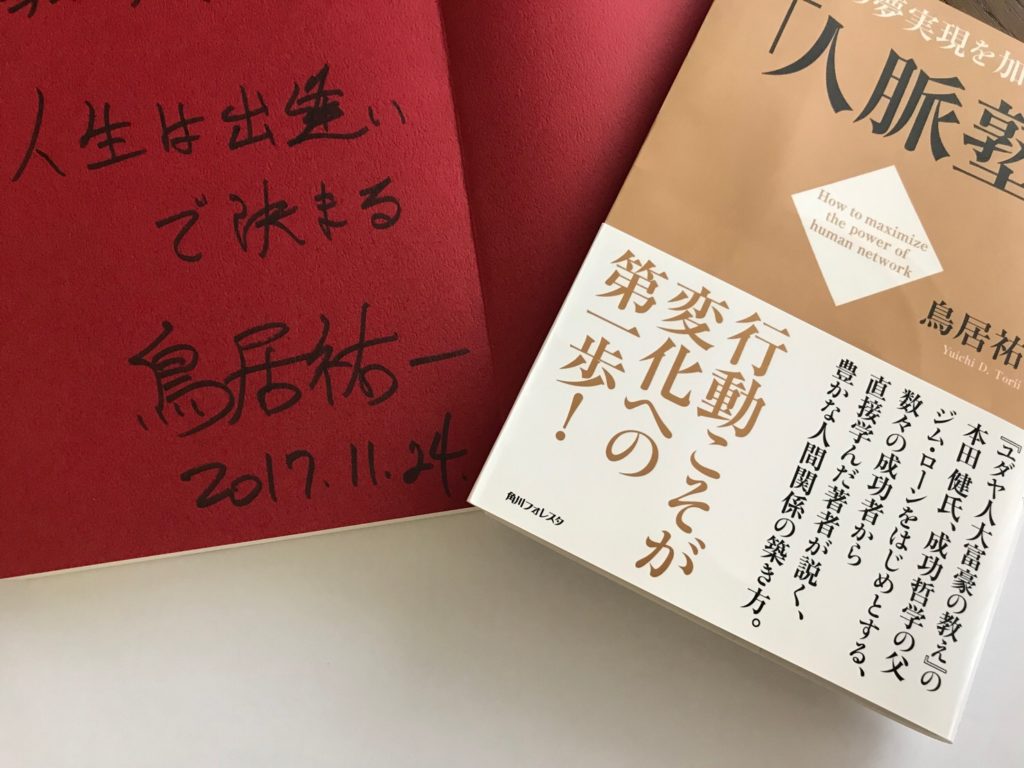 人生は出逢い
で決まる
鳥居祐一
2017.11.24.
夢実現を加
「人脈塾
How to maximize
the power of
human network
鳥居祐
Yuichi D. Torii
『ユダヤ人大富豪の教え』の
本田 健氏、成功哲学の父
ジム・ローンをはじめとする、
数々の成功者から
直接学んだ著者が説く、
豊かな人間関係の築き方。
行動こそが
変化への
第一歩！
角川フォレスタ